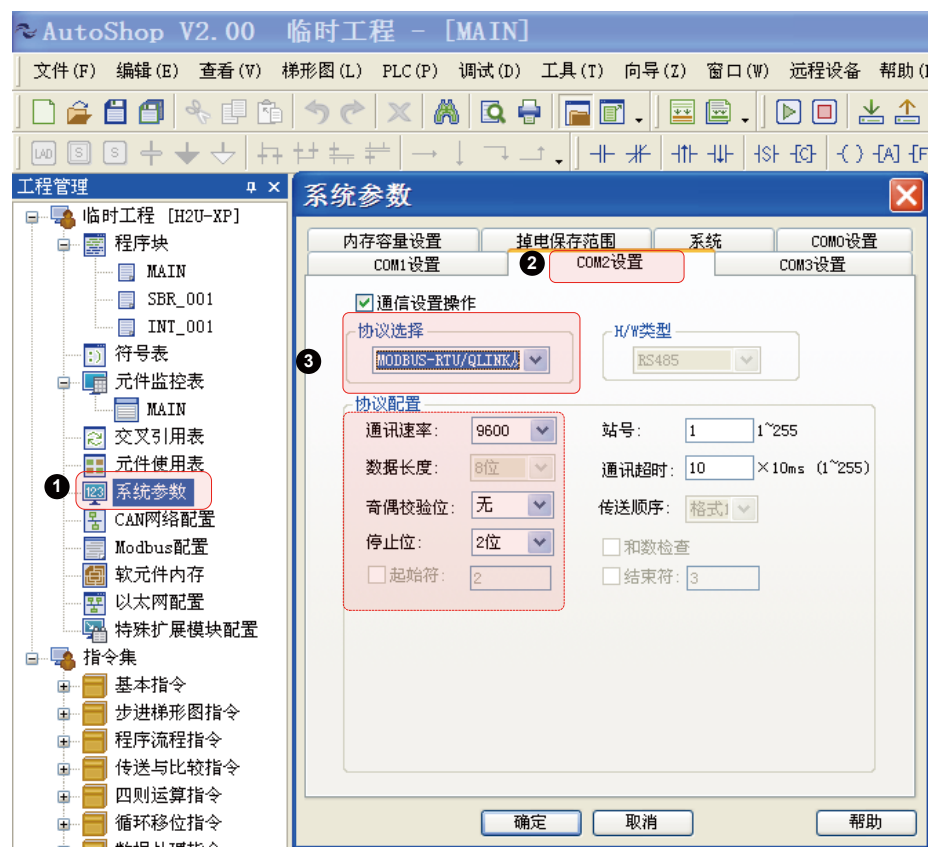 AutoShop V2.00 临时工程 - [MAIN]
文件(F) 编辑(E) 查看(V) 梯形图(L) PLC(P) 调试(D) 工具(T) 向导(Z) 窗口(W) 远程设备 帮助(
LAD S S
工程管理
临时工程 [H2U-XP]
程序块
MAIN
SBR_001
INT_001
符号表
元件监控表
MAIN
交叉引用表
元件使用表
1 系统参数
CAN网络配置
Modbus配置
软元件内存
以太网配置
特殊扩展模块配置
指令集
基本指令
步进梯形图指令
程序流程指令
传送与比较指令
四则运算指令
循环移位指令
系统参数
内存容量设置 掉电保存范围 系统 COM0设置
COM1设置 2 COM2设置 COM3设置
通信设置操作
3 协议选择 H/W类型
MODBUS-RTU/QLINK RS485
协议配置
通讯速率: 9600 站号: 1 1~255
数据长度: 8位 通讯超时: 10 ×10ms (1~255)
奇偶校验位: 无 传送顺序: 格式1
停止位: 2位 和数检查
起始符: 2 结束符: 3
确定 取消 帮助